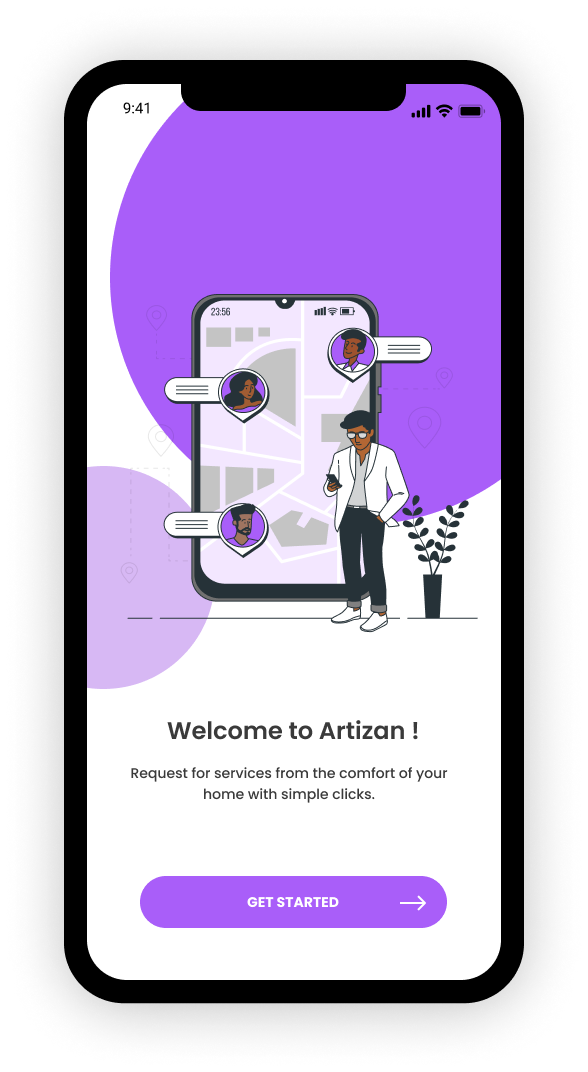 9:41
23:56
Welcome to Artizan !
Request for services from the comfort of your
home with simple clicks.
GET STARTED